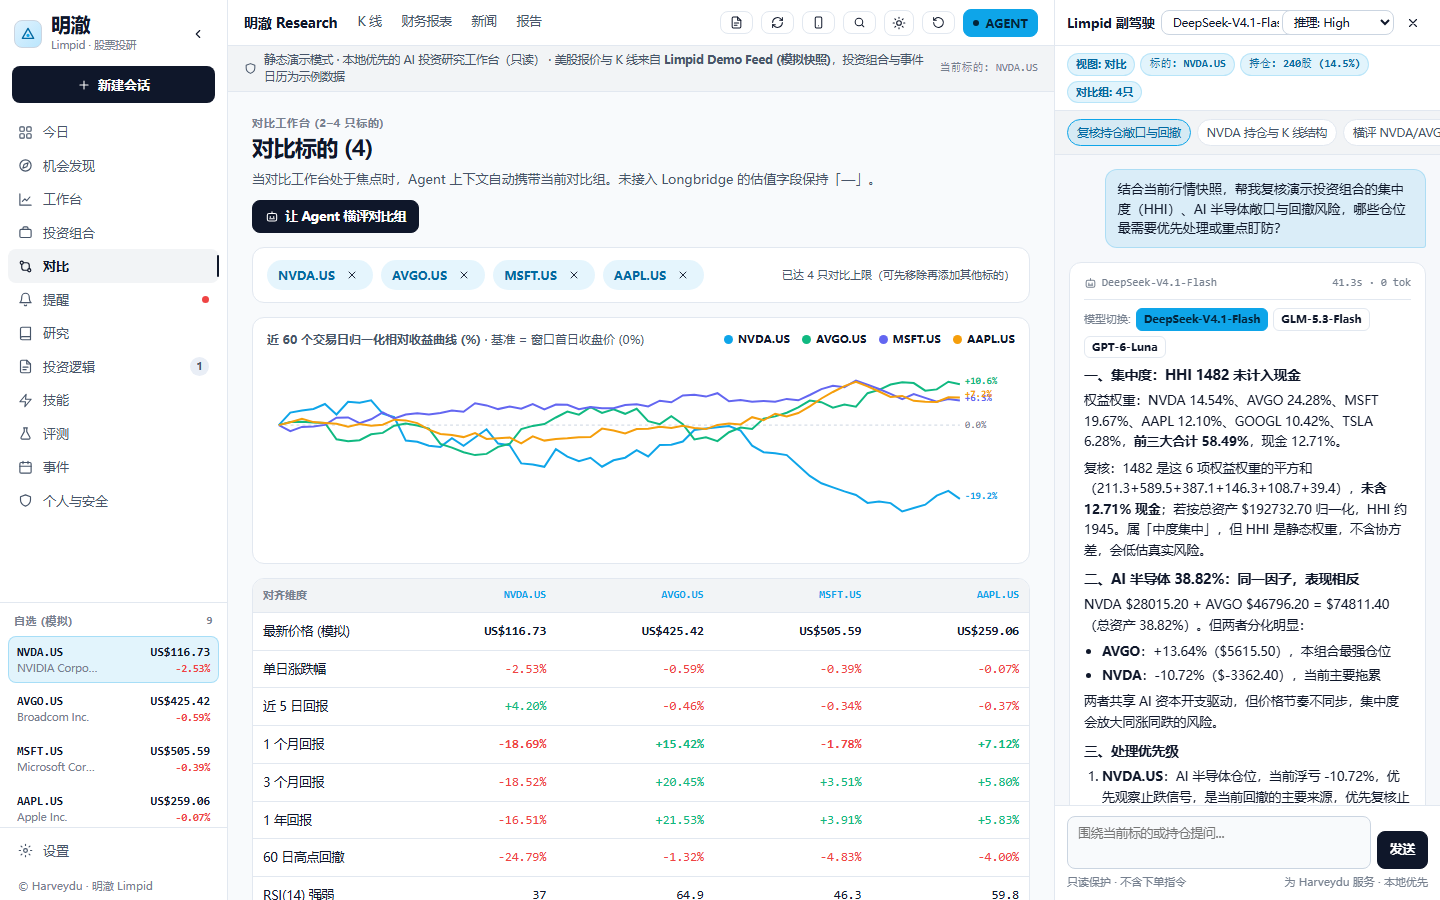 明澈
Limpid · 股票投研
新建会话
今日
机会发现
工作台
投资组合
对比
提醒
研究
投资逻辑 1
技能
评测
事件
个人与安全
自选 (模拟) 9
NVDA.US US$116.73
NVIDIA Corpo... -2.53%
AVGO.US US$425.42
Broadcom Inc. -0.59%
MSFT.US US$505.59
Microsoft Cor... -0.39%
AAPL.US US$259.06
Apple Inc. -0.07%
设置
© Harveydu · 明澈 Limpid
明澈 Research K 线 财务报表 新闻 报告 AGENT
静态演示模式 · 本地优先的 AI 投资研究工作台（只读） · 美股报价与 K 线来自 Limpid Demo Feed (模拟快照)，投资组合与事件
日历为示例数据
当前标的: NVDA.US
对比工作台 (2–4 只标的)
对比标的 (4)
当对比工作台处于焦点时，Agent 上下文自动携带当前对比组。未接入 Longbridge 的估值字段保持「—」。
让 Agent 横评对比组
NVDA.US × AVGO.US × MSFT.US × AAPL.US × 已达 4 只对比上限（可先移除再添加其他标的）
近 60 个交易日归一化相对收益曲线 (%) · 基准 = 窗口首日收盘价 (0%) NVDA.US AVGO.US MSFT.US AAPL.US
+10.6%
+6.3%
0.0%
-19.2%
对齐维度 NVDA.US AVGO.US MSFT.US AAPL.US
最新价格 (模拟) US$116.73 US$425.42 US$505.59 US$259.06
单日涨跌幅 -2.53% -0.59% -0.39% -0.07%
近 5 日回报 +4.20% -0.46% -0.34% -0.37%
1 个月回报 -18.69% +15.42% -1.78% +7.12%
3 个月回报 -18.52% +20.45% +3.51% +5.80%
1 年回报 -16.51% +21.53% +3.91% +5.83%
60 日高点回撤 -24.79% -1.32% -4.83% -4.00%
RSI(14) 强弱 37 64.9 46.3 59.8
Limpid 副驾驶 DeepSeek-V4.1-Flas 推理: High
视图: 对比 标的: NVDA.US 持仓: 240股 (14.5%)
对比组: 4只
复核持仓敞口与回撤 NVDA 持仓与 K 线结构 横评 NVDA/AVG
结合当前行情快照，帮我复核演示投资组合的集中
度（HHI）、AI 半导体敞口与回撤风险，哪些仓位
最需要优先处理或重点盯防？
DeepSeek-V4.1-Flash 41.3s · 0 tok
模型切换: DeepSeek-V4.1-Flash GLM-5.3-Flash
GPT-6-Luna
一、集中度：HHI 1482 未计入现金
权益权重：NVDA 14.54%、AVGO 24.28%、MSFT
19.67%、AAPL 12.10%、GOOGL 10.42%、TSLA
6.28%，前三大合计 58.49%，现金 12.71%。
复核：1482 是这 6 项权益权重的平方和
（211.3+589.5+387.1+146.3+108.7+39.4），未含
12.71% 现金；若按总资产 $192732.70 归一化，HHI 约
1945。属「中度集中」，但 HHI 是静态权重，不含协方
差，会低估真实风险。
二、AI 半导体 38.82%：同一因子，表现相反
NVDA $28015.20 + AVGO $46796.20 = $74811.40
（总资产 38.82%）。但两者分化明显：
• AVGO：+13.64%（$5615.50），本组合最强仓位
• NVDA：-10.72%（$-3362.40），当前主要拖累
两者共享 AI 资本开支驱动，但价格节奏不同步，集中度
会放大同涨同跌的风险。
三、处理优先级
1. NVDA.US：AI 半导体仓位，当前浮亏 -10.72%，优
先观察止跌信号，是当前回撤的主要来源，优先复核止
围绕当前标的或持仓提问...
发送
只读保护 · 不含下单指令 为 Harveydu 服务 · 本地优先